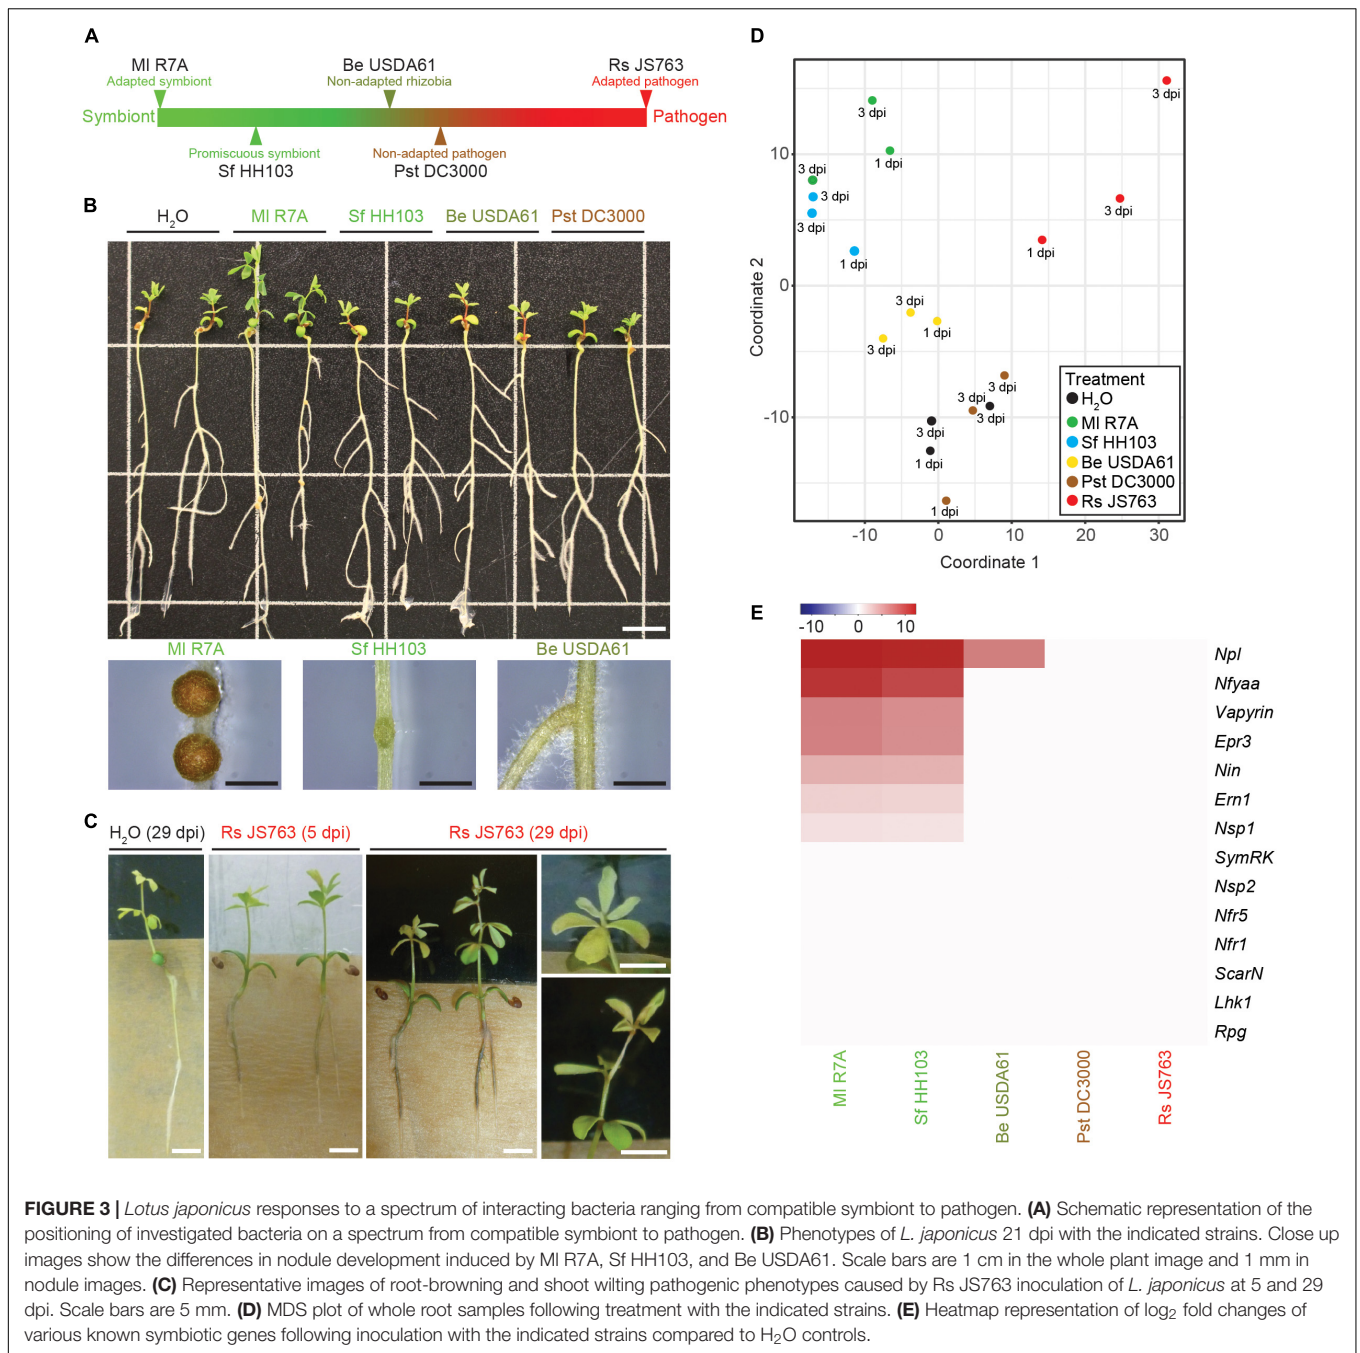 A
Ml R7A
Adapted symbiont
Be USDA61
Non-adapted rhizobia
Rs JS763
Adapted pathogen
Symbiont
Pathogen
Promiscuous symbiont
Sf HH103
Non-adapted pathogen
Pst DC3000
B
H2O
Ml R7A
Sf HH103
Be USDA61
Pst DC3000
Ml R7A
Sf HH103
Be USDA61
C
H2O (29 dpi)
Rs JS763 (5 dpi)
Rs JS763 (29 dpi)
D
3 dpi
3 dpi
1 dpi
3 dpi
3 dpi
3 dpi
3 dpi
1 dpi
1 dpi
3 dpi
1 dpi
3 dpi
3 dpi
3 dpi
3 dpi
3 dpi
1 dpi
1 dpi
10
0
-10
Coordinate 2
-10
0
10
20
30
Coordinate 1
Treatment
H2O
Ml R7A
Sf HH103
Be USDA61
Pst DC3000
Rs JS763
E
-10
0
10
Npl
Nfyaa
Vapyrin
Epr3
Nin
Ern1
Nsp1
SymRK
Nsp2
Nfr5
Nfr1
ScarN
Lhk1
Rpg
Ml R7A
Sf HH103
Be USDA61
Pst DC3000
Rs JS763
FIGURE 3 | Lotus japonicus responses to a spectrum of interacting bacteria ranging from compatible symbiont to pathogen. (A) Schematic representation of the
positioning of investigated bacteria on a spectrum from compatible symbiont to pathogen. (B) Phenotypes of L. japonicus 21 dpi with the indicated strains. Close up
images show the differences in nodule development induced by Ml R7A, Sf HH103, and Be USDA61. Scale bars are 1 cm in the whole plant image and 1 mm in
nodule images. (C) Representative images of root-browning and shoot wilting pathogenic phenotypes caused by Rs JS763 inoculation of L. japonicus at 5 and 29
dpi. Scale bars are 5 mm. (D) MDS plot of whole root samples following treatment with the indicated strains. (E) Heatmap representation of log2 fold changes of
various known symbiotic genes following inoculation with the indicated strains compared to H2O controls.